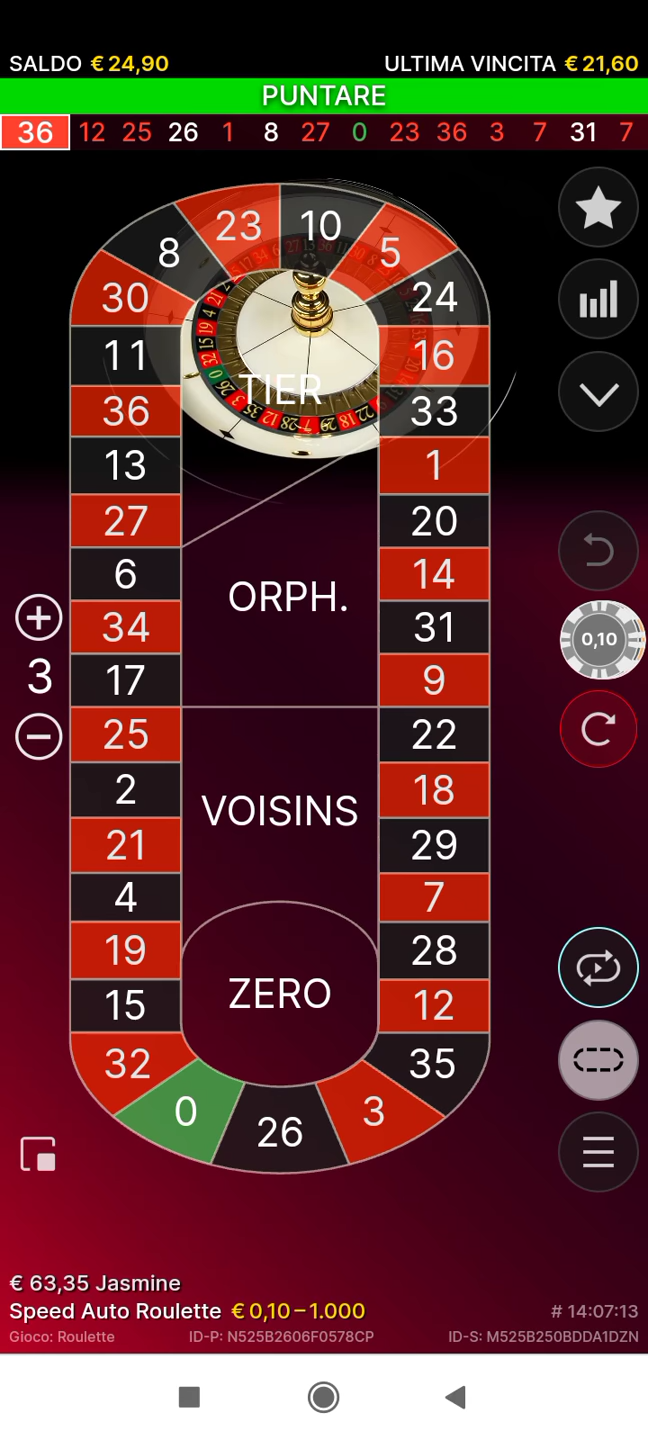 SALDO € 24,90 ULTIMA VINCITA € 21,60
PUNTARE
36 12 25 26 1 8 27 0 23 36 3 7 31 7
23 10
8 5
30 24
11 16
TIER
36 33
13 1
27 20
6 14
ORPH.
34 31
17 9
3
0,10
25 22
2 18
VOISINS
21 29
4 7
19 28
ZERO
15 12
32 35
0 3
26
€ 63,35 Jasmine
Speed Auto Roulette € 0,10–1.000 # 14:07:13
Gioco: Roulette ID-P: N525B2606F0578CP ID-S: M525B250BDDA1DZN